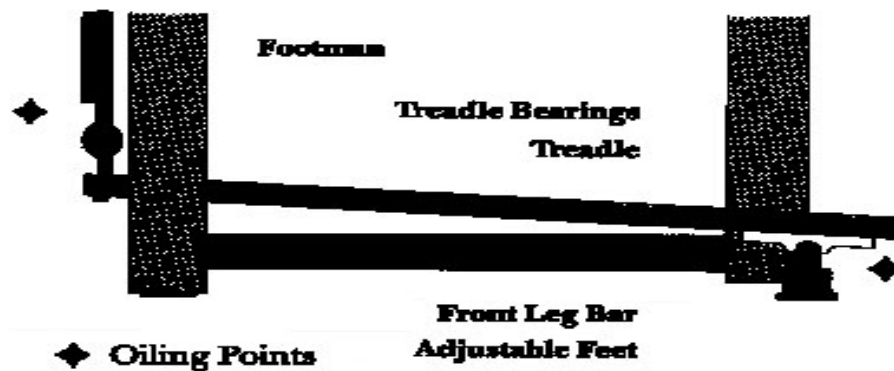 Footman
Treadle Bearings
Treadle
Front Leg Bar
Adjustable Feet
Oiling Points